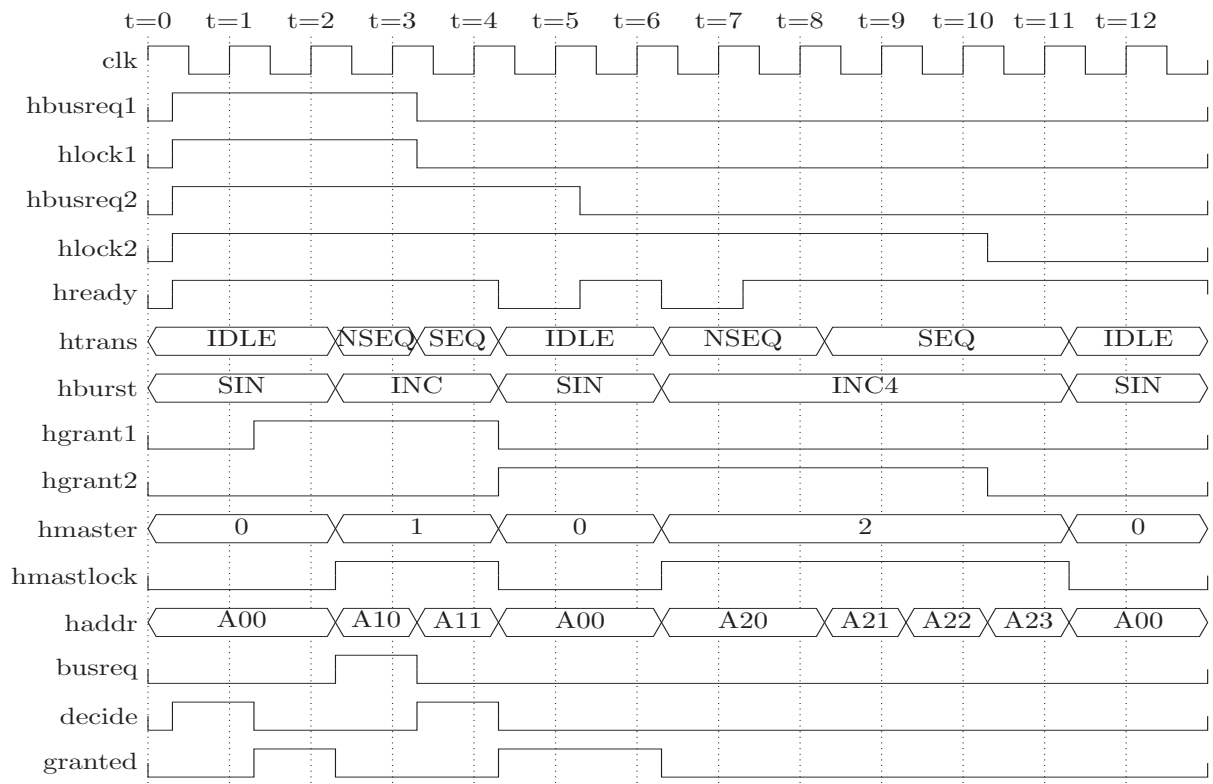 t=0 t=1 t=2 t=3 t=4 t=5 t=6 t=7 t=8 t=9 t=10 t=11 t=12
clk
hbusreq1
hlock1
hbusreq2
hlock2
hready
htrans IDLE NSEQ SEQ IDLE NSEQ SEQ IDLE
hburst SIN INC SIN INC4 SIN
hgrant1
hgrant2
hmaster 0 1 0 2 0
hmastlock
haddr A00 A10 A11 A00 A20 A21 A22 A23 A00
busreq
decide
granted